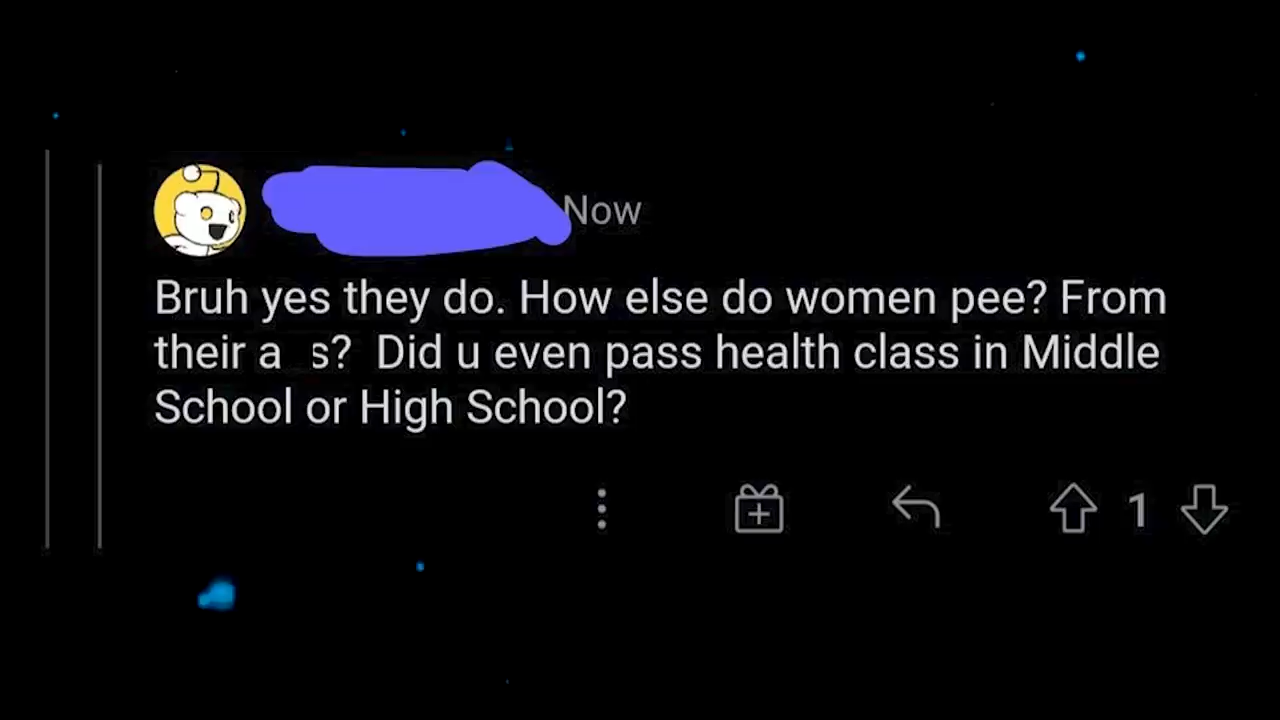 Now
Bruh yes they do. How else do women pee? From
their a  s?  Did u even pass health class in Middle
School or High School?
1